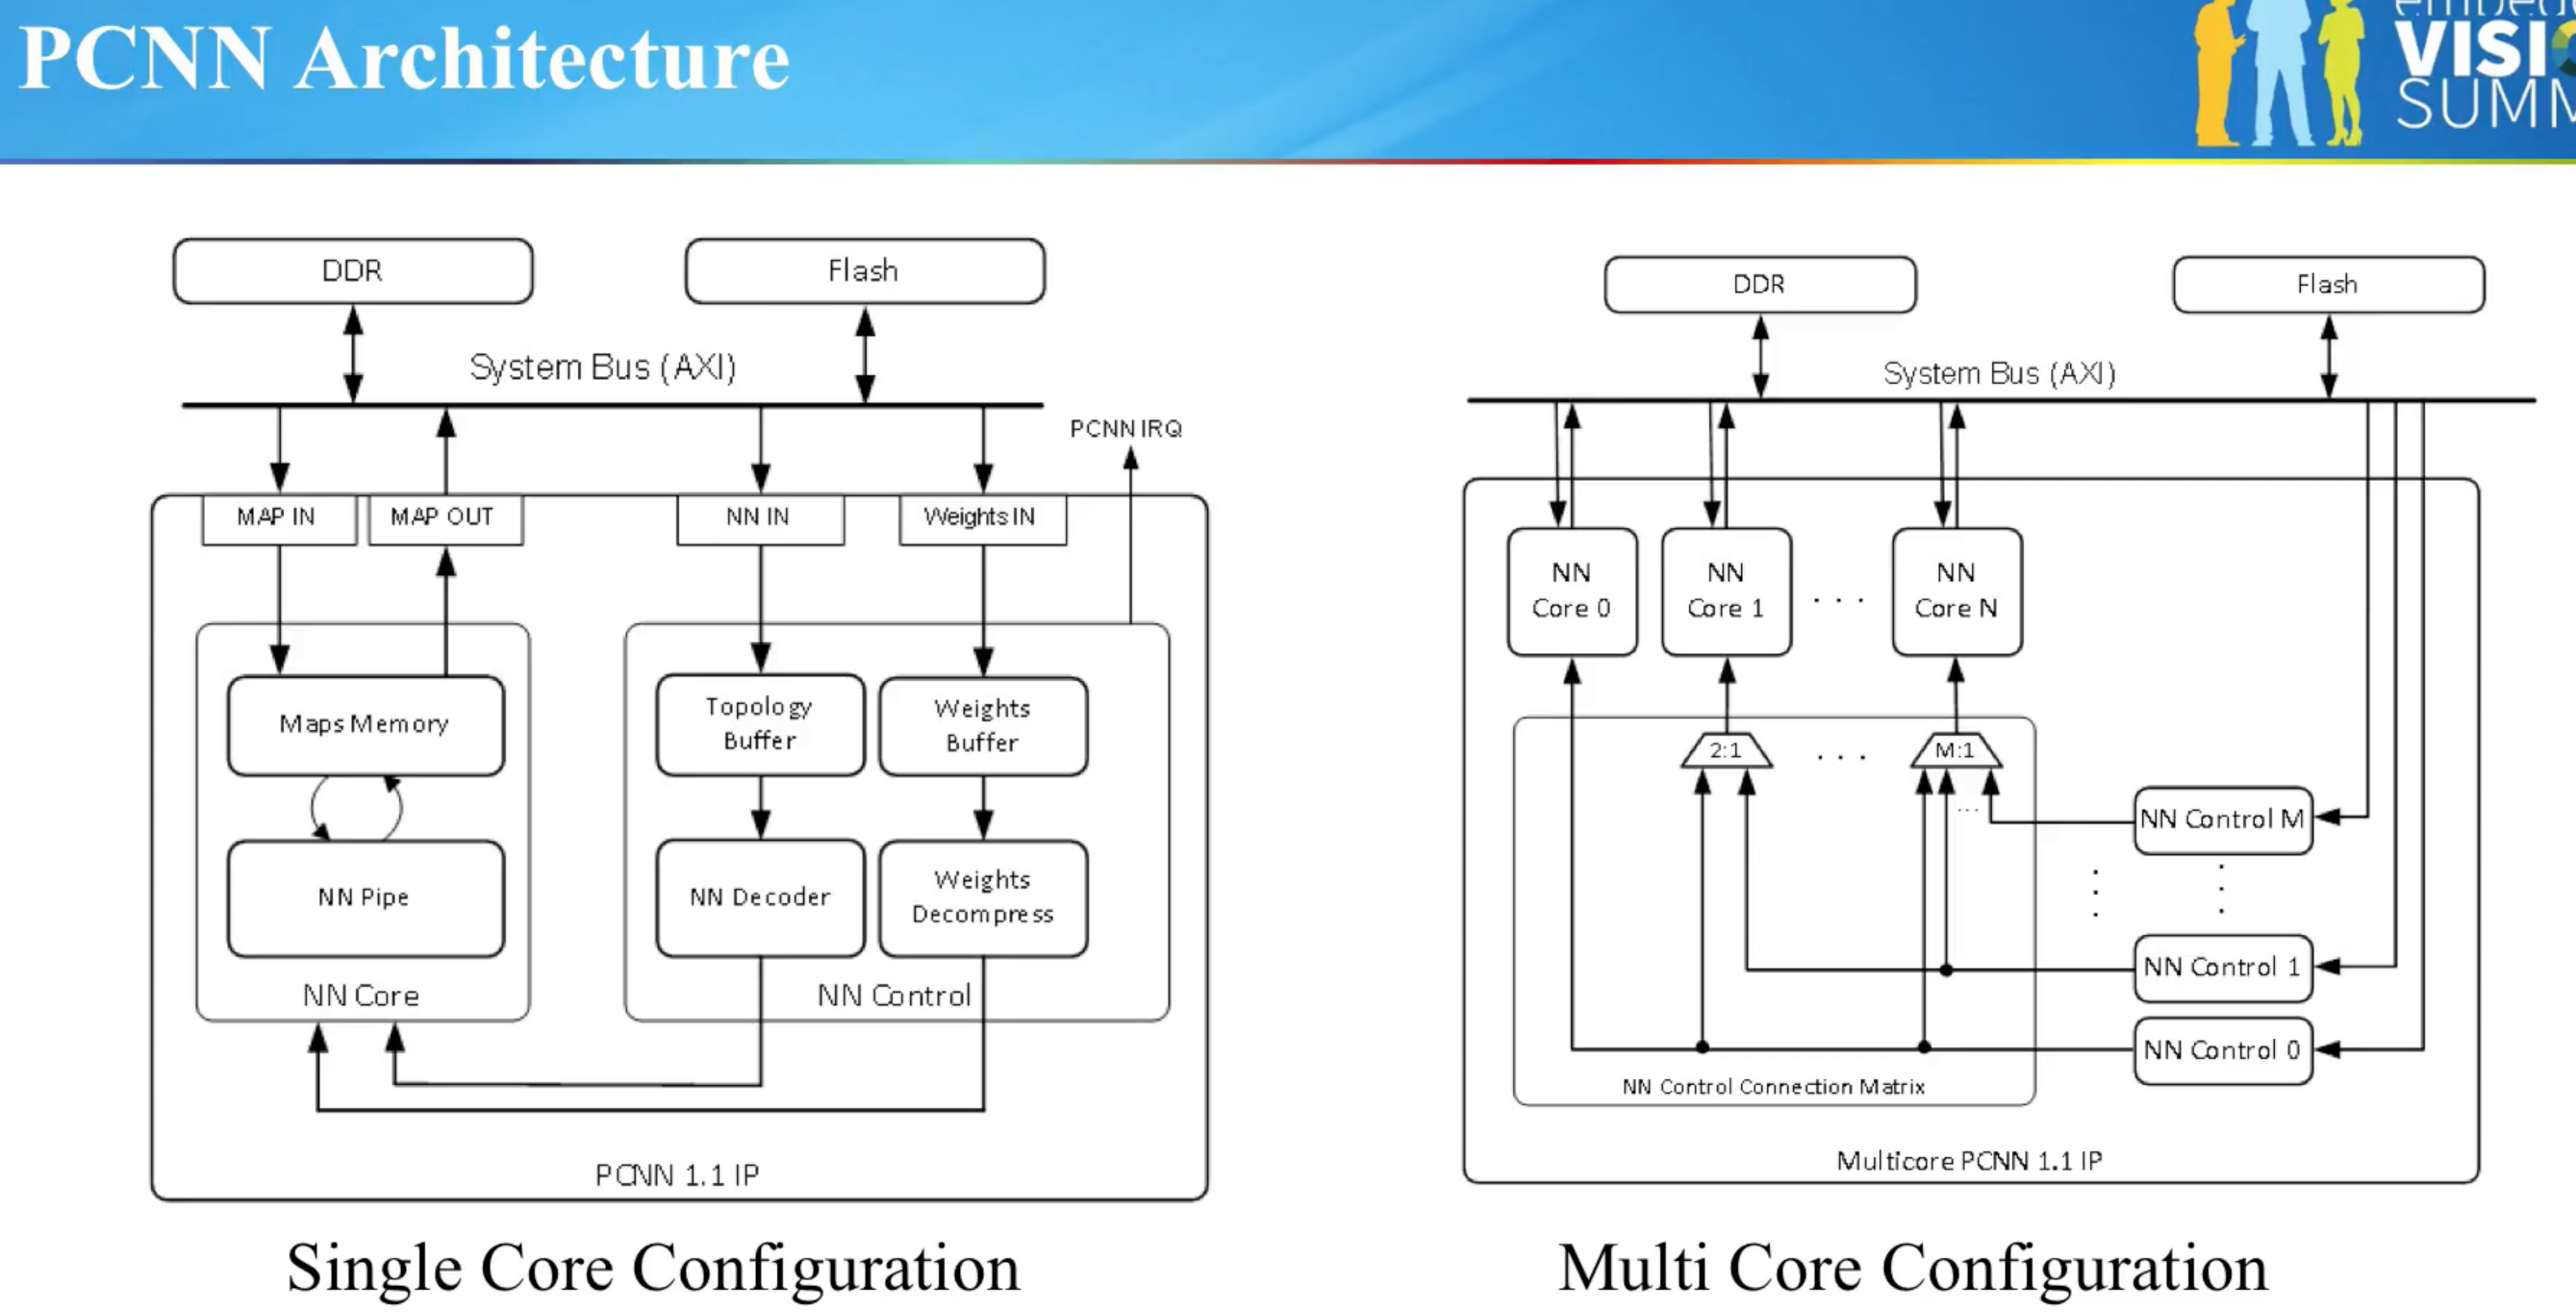 PCNN Architecture
SUMM
DDR
Flash
System Bus (AXI)
PCNN IRQ
MAP IN
MAP OUT
NN IN
Weights IN
Maps Memory
Topology
Buffer
Weights
Buffer
NN Pipe
NN Decoder
Weights
Decompress
NN Core
NN Control
PCNN 1.1 IP
Single Core Configuration
DDR
Flash
System Bus (AXI)
NN
Core 0
NN
Core 1
. . .
NN
Core N
2:1
. . .
M:1
...
NN Control M
NN Control 1
NN Control 0
NN Control Connection Matrix
Multicore PCNN 1.1 IP
Multi Core Configuration